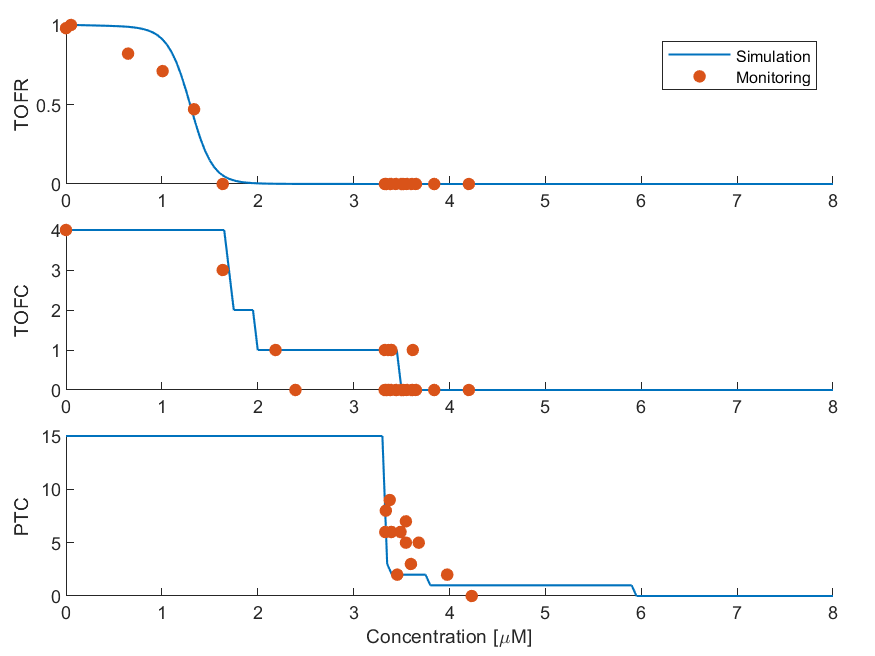 TOFR
1
0.5
0
0 1 2 3 4 5 6 7 8
Simulation
Monitoring
TOFC
4
3
2
1
0
0 1 2 3 4 5 6 7 8
PTC
15
10
5
0
0 1 2 3 4 5 6 7 8
Concentration [μM]